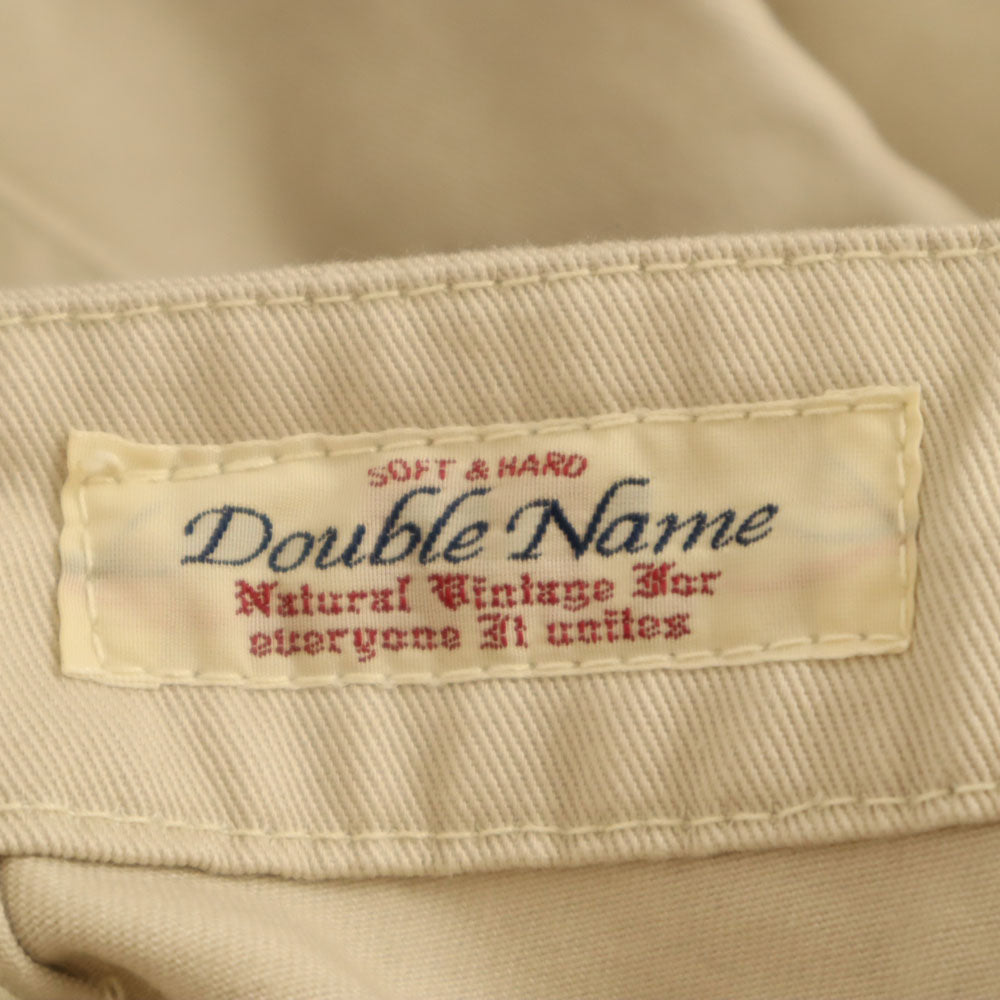 SOFT & HARD
Double Name
Natural Vintage For
everyone It unites